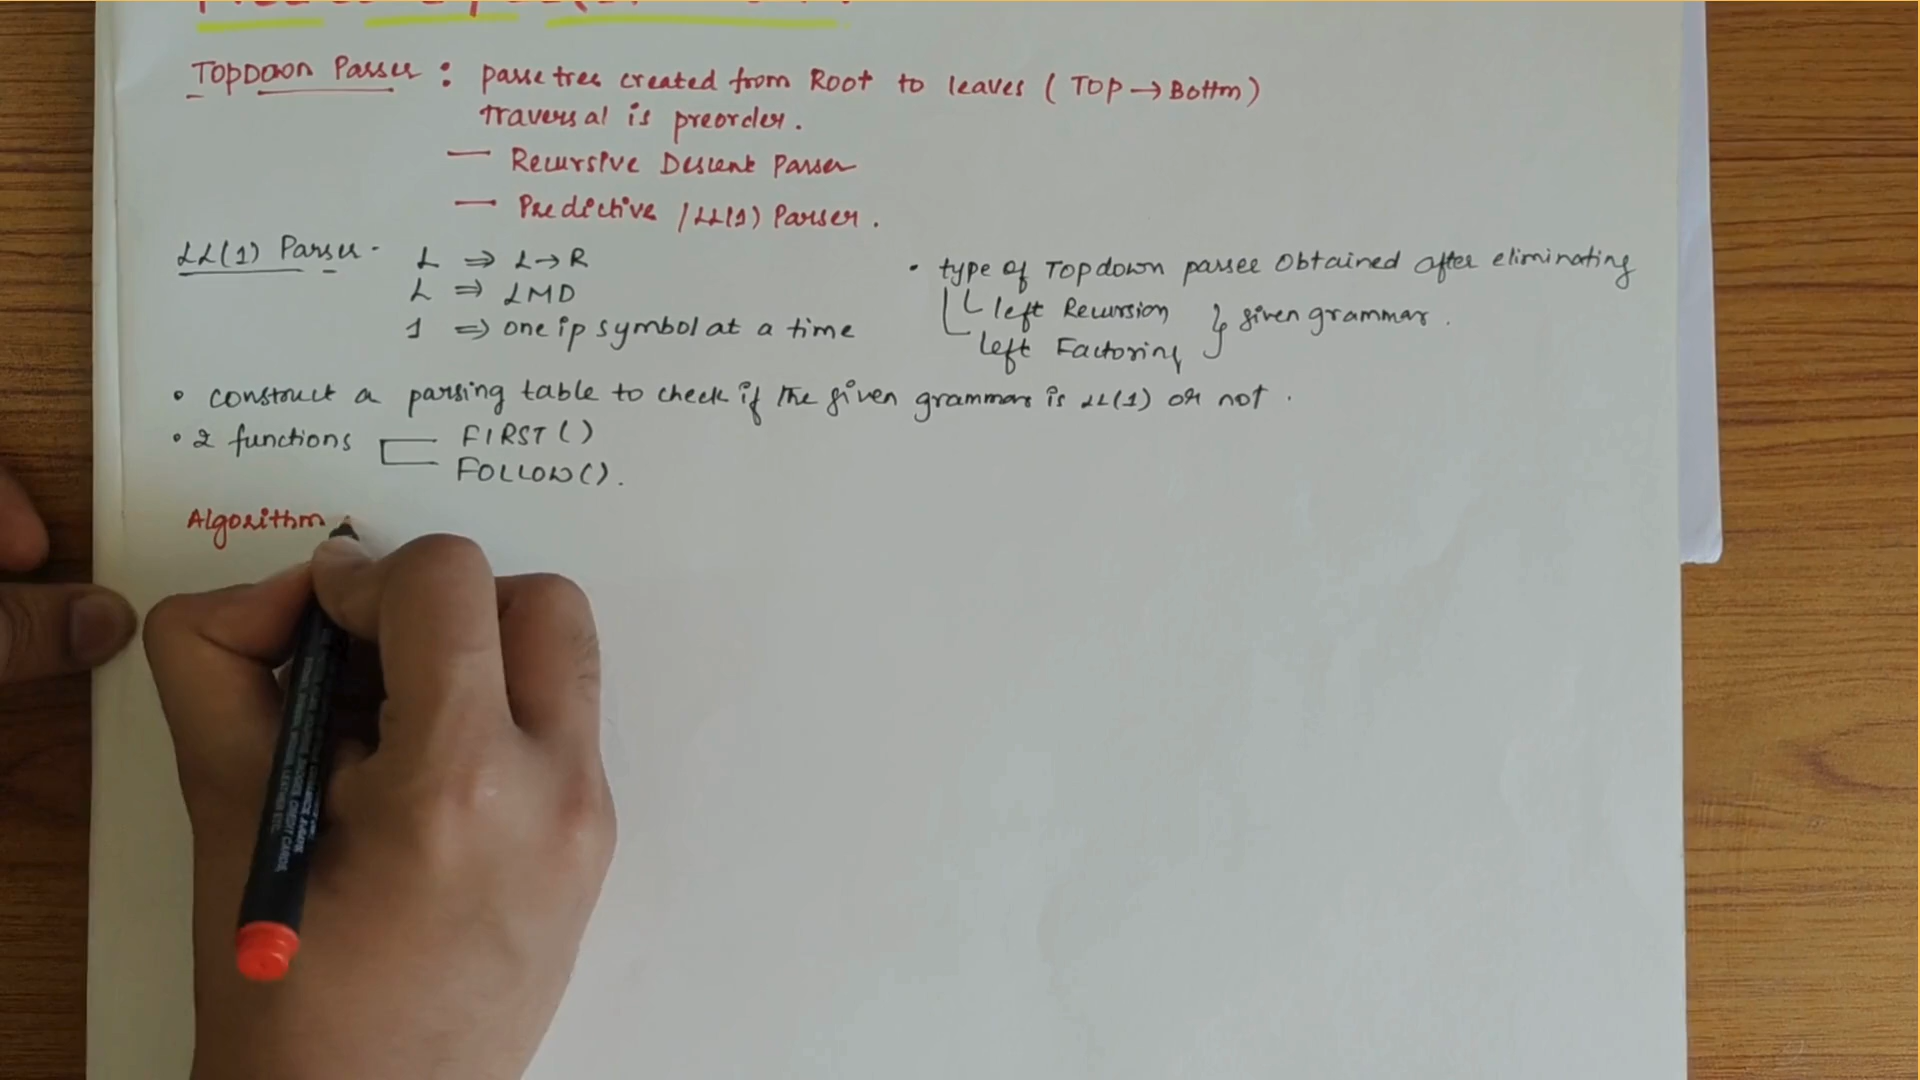 TopDown Parser : parse tree created from Root to leaves ( TOP → Bottm )
Traversal is preorder.
— Recursive Descent Parser
— Predictive / LL(1) Parser .
LL(1) Parser -
L ⇒ L → R
L ⇒ LMD
1 ⇒ one ip symbol at a time
• type of Topdown parser Obtained after eliminating
left Recursion } given grammar .
left Factoring
• construct a parsing table to check if the given grammar is LL(1) or not .
• 2 functions FIRST ( )
FOLLOW ( ) .
Algorithm